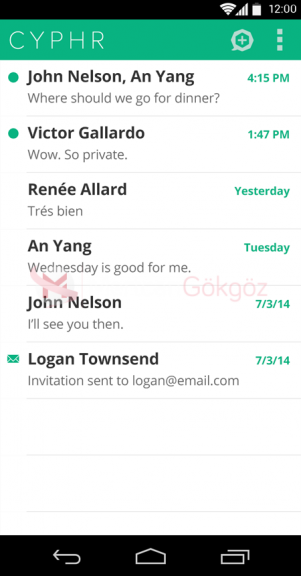 12:00
CYPHR
John Nelson, An Yang 4:15 PM
Where should we go for dinner?
Victor Gallardo 1:47 PM
Wow. So private.
Renée Allard Yesterday
Trés bien
An Yang Tuesday
Wednesday is good for me.
Gökgöz
John Nelson 7/3/14
I'll see you then.
Logan Townsend 7/3/14
Invitation sent to logan@email.com